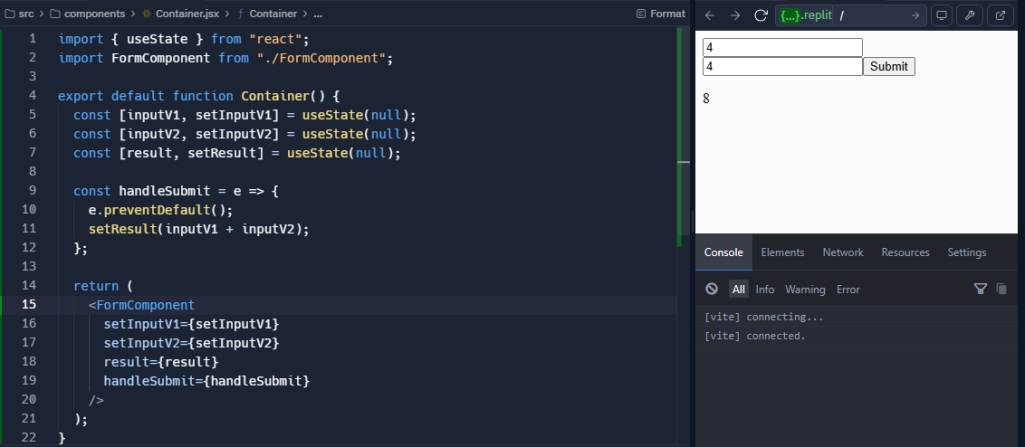 src > components > Container.jsx > f Container > ...
Format
1 import { useState } from "react";
2 import FormComponent from "./FormComponent";
3
4 export default function Container() {
5 const [inputV1, setInputV1] = useState(null);
6 const [inputV2, setInputV2] = useState(null);
7 const [result, setResult] = useState(null);
8
9 const handleSubmit = e => {
10 e.preventDefault();
11 setResult(inputV1 + inputV2);
12 };
13
14 return (
15 <FormComponent
16 setInputV1={setInputV1}
17 setInputV2={setInputV2}
18 result={result}
19 handleSubmit={handleSubmit}
20 />
21 );
22 }
{...}.replit /
4
4 Submit
8
Console Elements Network Resources Settings
All Info Warning Error
[vite] connecting...
[vite] connected.